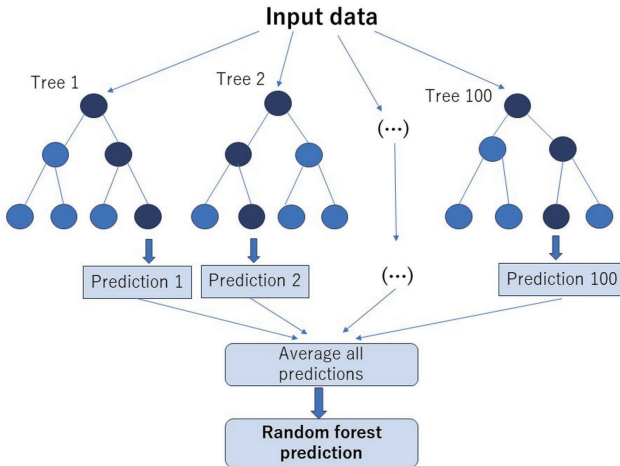 Input data
Tree 1
Tree 2
Tree 100
(...)
(...)
Prediction 1
Prediction 2
Prediction 100
Average all
predictions
Random forest
prediction